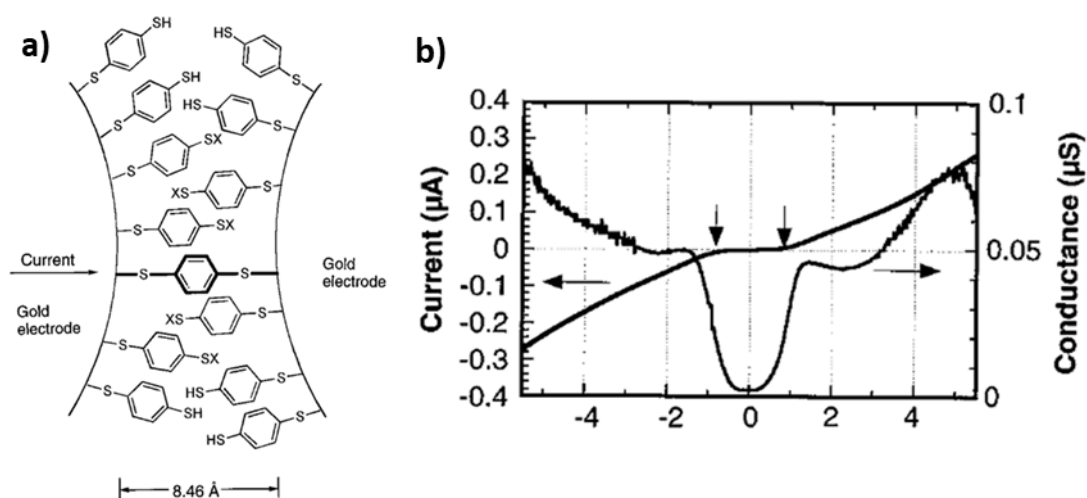 a)
SH
HS
S
S
SH
HS
S
S
SX
S
XS
S
SX
S
Current
S
S
Gold
electrode
Gold
electrode
XS
S
SX
S
HS
S
S
SH
HS
S
8.46 Å
b)
Current (µA)
0.4
0.3
0.2
0.1
0
-0.1
-0.2
-0.3
-0.4
-4
-2
0
2
4
0.1
0.05
0
Conductance (µS)